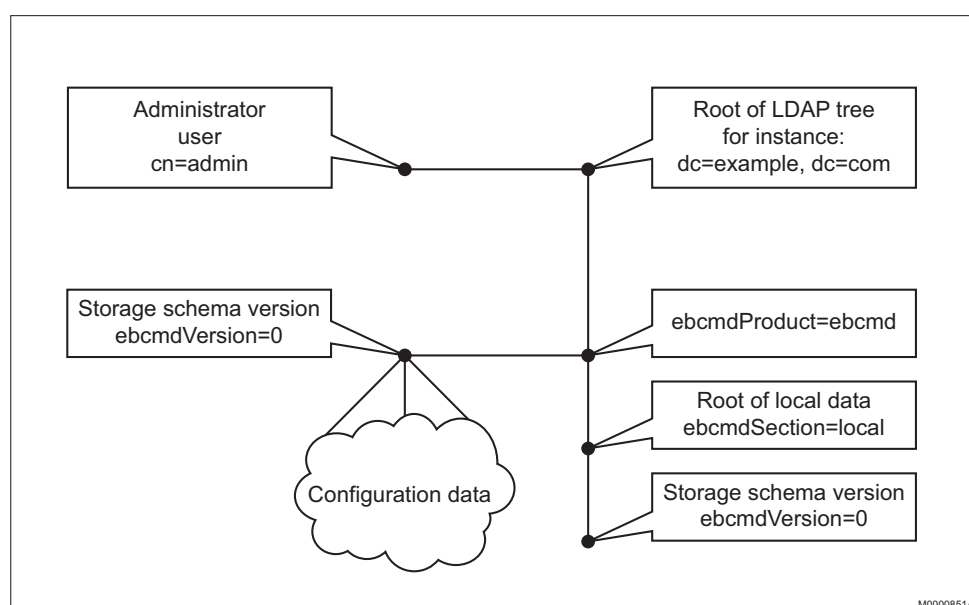 Administrator
user
cn=admin
Root of LDAP tree
for instance:
dc=example, dc=com
Storage schema version
ebcmdVersion=0
ebcmdProduct=ebcmd
Root of local data
ebcmdSection=local
Configuration data
Storage schema version
ebcmdVersion=0